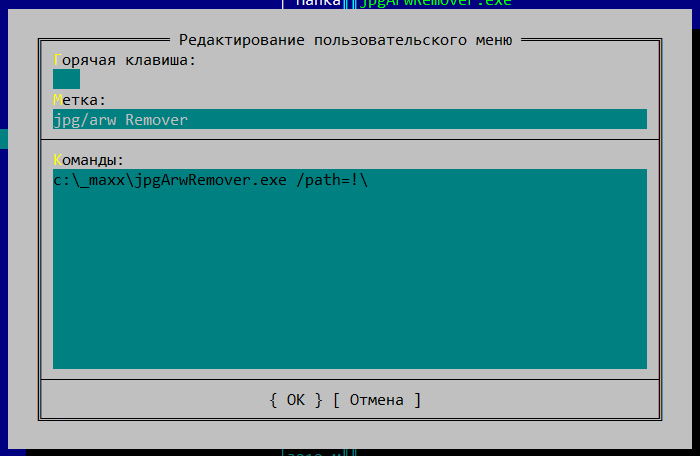 папка jpgArwRemover.exe
Редактирование пользовательского меню
Горячая клавиша:
Метка:
jpg/arw Remover
Команды:
c:\_maxx\jpgArwRemover.exe /path=!\
{ OK } [ Отмена ]